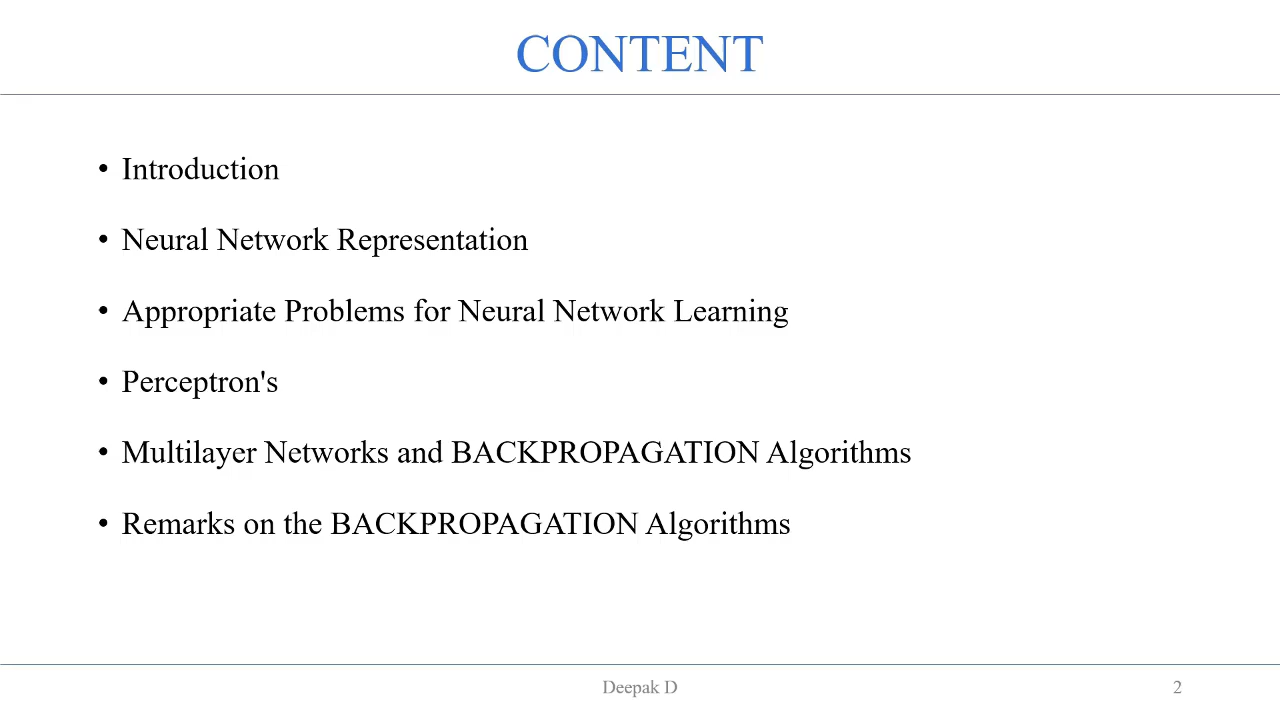 CONTENT
• Introduction
• Neural Network Representation
• Appropriate Problems for Neural Network Learning
• Perceptron's
• Multilayer Networks and BACKPROPAGATION Algorithms
• Remarks on the BACKPROPAGATION Algorithms
Deepak D
2